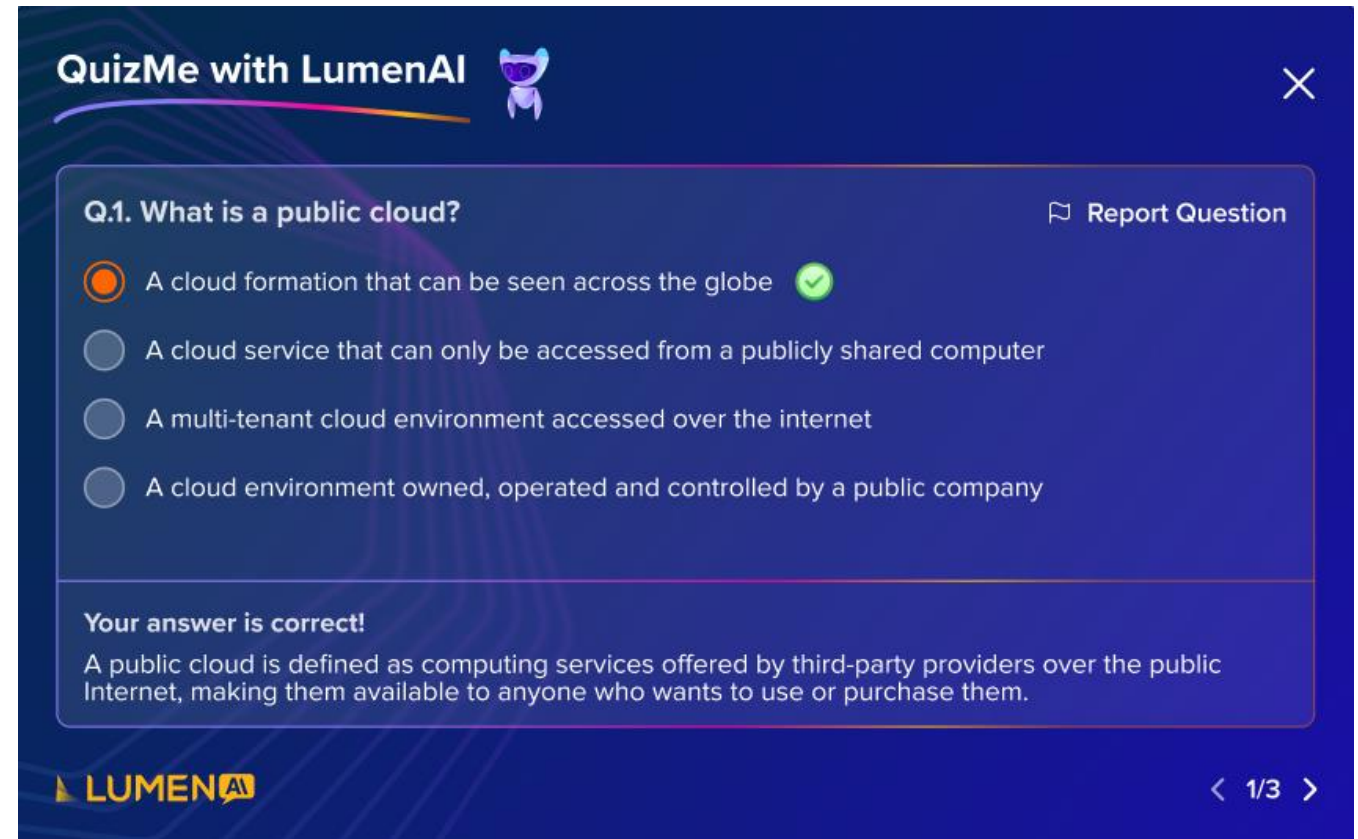 QuizMe with LumenAI
Q.1. What is a public cloud?
Report Question
A cloud formation that can be seen across the globe
A cloud service that can only be accessed from a publicly shared computer
A multi-tenant cloud environment accessed over the internet
A cloud environment owned, operated and controlled by a public company
Your answer is correct!
A public cloud is defined as computing services offered by third-party providers over the public
Internet, making them available to anyone who wants to use or purchase them.
LUMEN AI
1/3